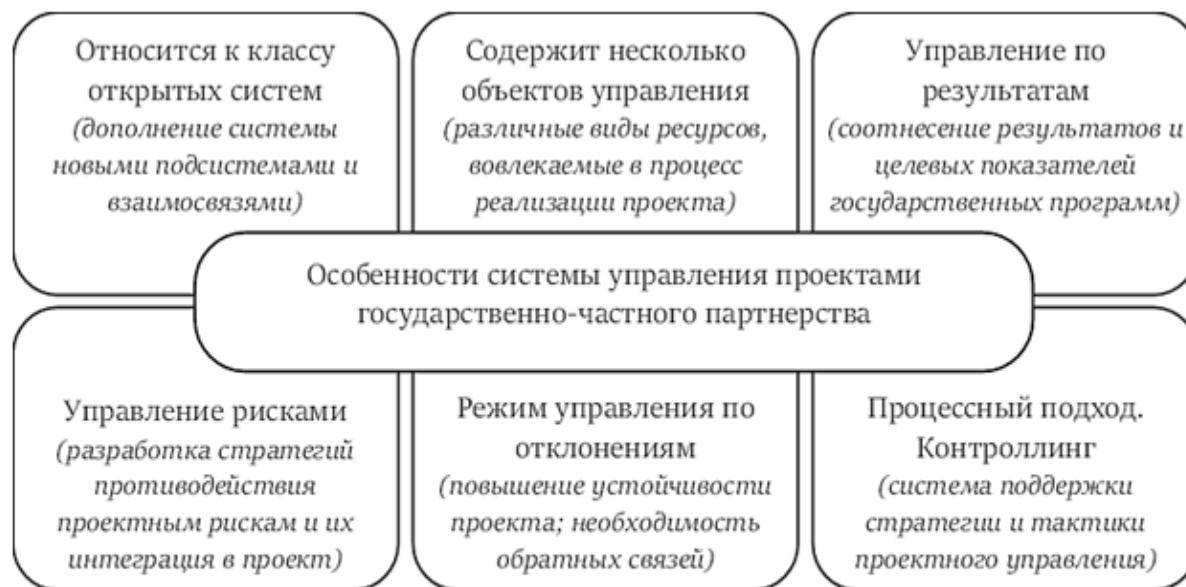 Относится к классу
открытых систем
(дополнение системы
новыми подсистемами и
взаимосвязями)
Содержит несколько
объектов управления
(различные виды ресурсов,
вовлекаемые в процесс
реализации проекта)
Управление по
результатам
(соотнесение результатов и
целевых показателей
государственных программ)
Особенности системы управления проектами
государственно-частного партнерства
Управление рисками
(разработка стратегий
противодействия
проектным рискам и их
интеграция в проект)
Режим управления по
отклонениям
(повышение устойчивости
проекта; необходимость
обратных связей)
Процессный подход.
Контроллинг
(система поддержки
стратегии и тактики
проектного управления)